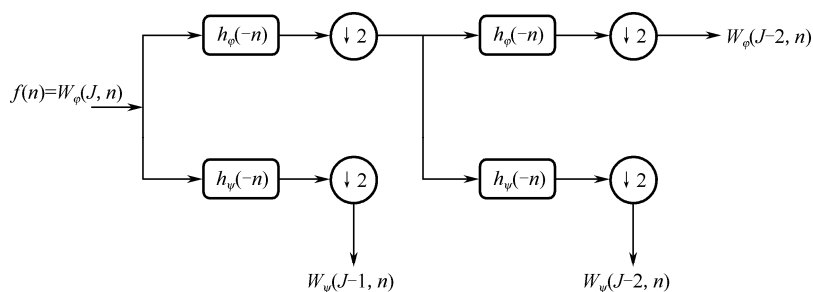 hφ(−n) ↓2 hφ(−n) ↓2 Wφ(J−2, n)
f(n)=Wφ(J, n)
hψ(−n) ↓2 hψ(−n) ↓2
Wψ(J−1, n) Wψ(J−2, n)